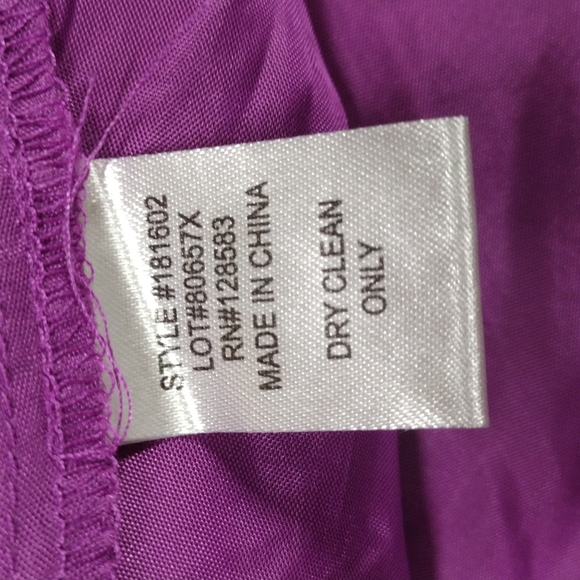 STYLE #181602
LOT#80657X
RN#128583
MADE IN CHINA
DRY CLEAN
ONLY